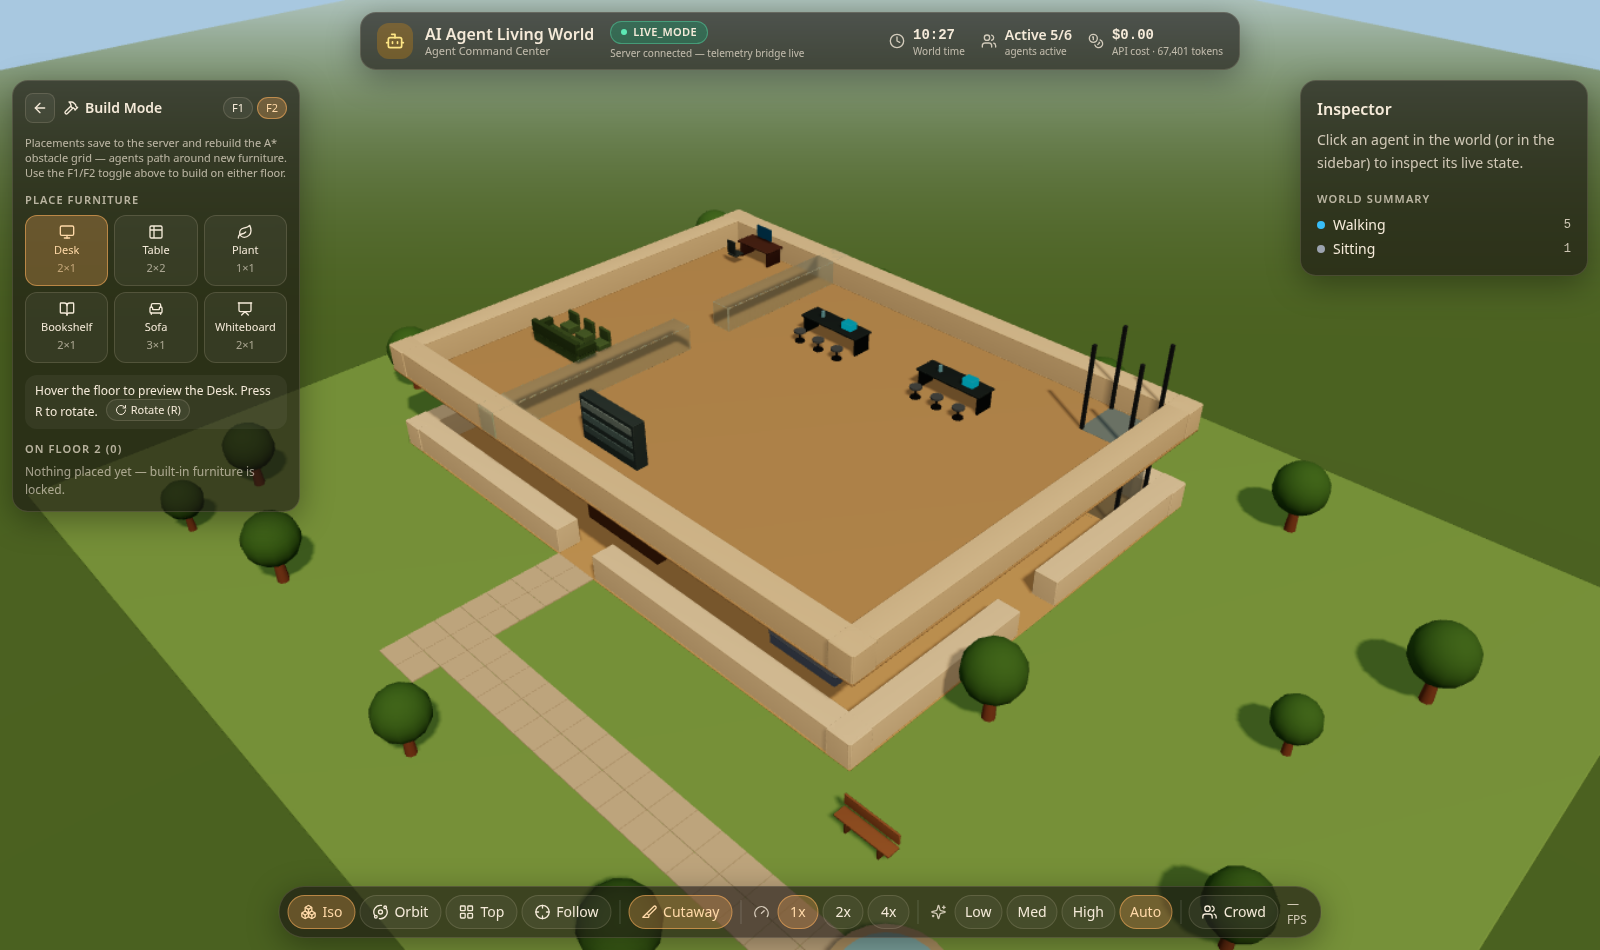 AI Agent Living World
Agent Command Center
LIVE_MODE
Server connected — telemetry bridge live
10:27
World time
Active 5/6
agents active
$0.00
API cost · 67,401 tokens
Build Mode
F1
F2
Placements save to the server and rebuild the A*
obstacle grid — agents path around new furniture.
Use the F1/F2 toggle above to build on either floor.
PLACE FURNITURE
Desk
2×1
Table
2×2
Plant
1×1
Bookshelf
2×1
Sofa
3×1
Whiteboard
2×1
Hover the floor to preview the Desk. Press
R to rotate. Rotate (R)
ON FLOOR 2 (0)
Nothing placed yet — built-in furniture is
locked.
Inspector
Click an agent in the world (or in the
sidebar) to inspect its live state.
WORLD SUMMARY
Walking 5
Sitting 1
Iso
Orbit
Top
Follow
Cutaway
1x
2x
4x
Low
Med
High
Auto
Crowd
—
FPS